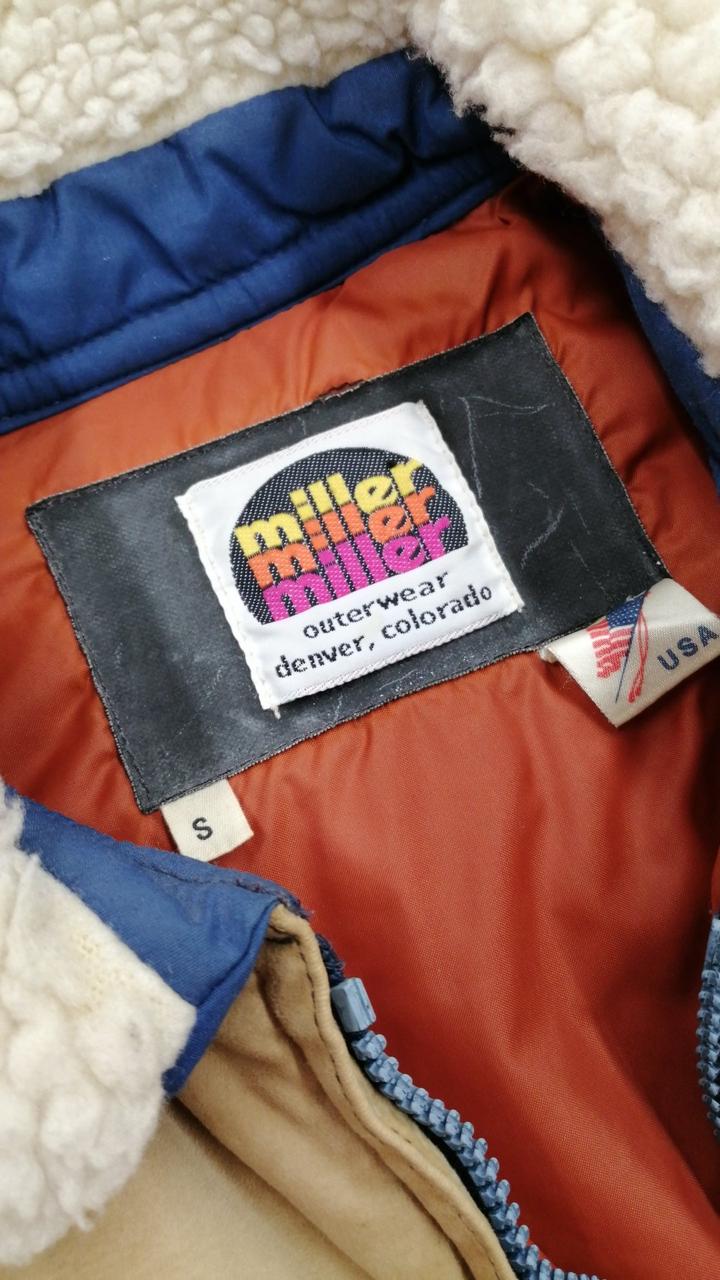 miller
miller
miller
outerwear
denver, colorado
USA
S